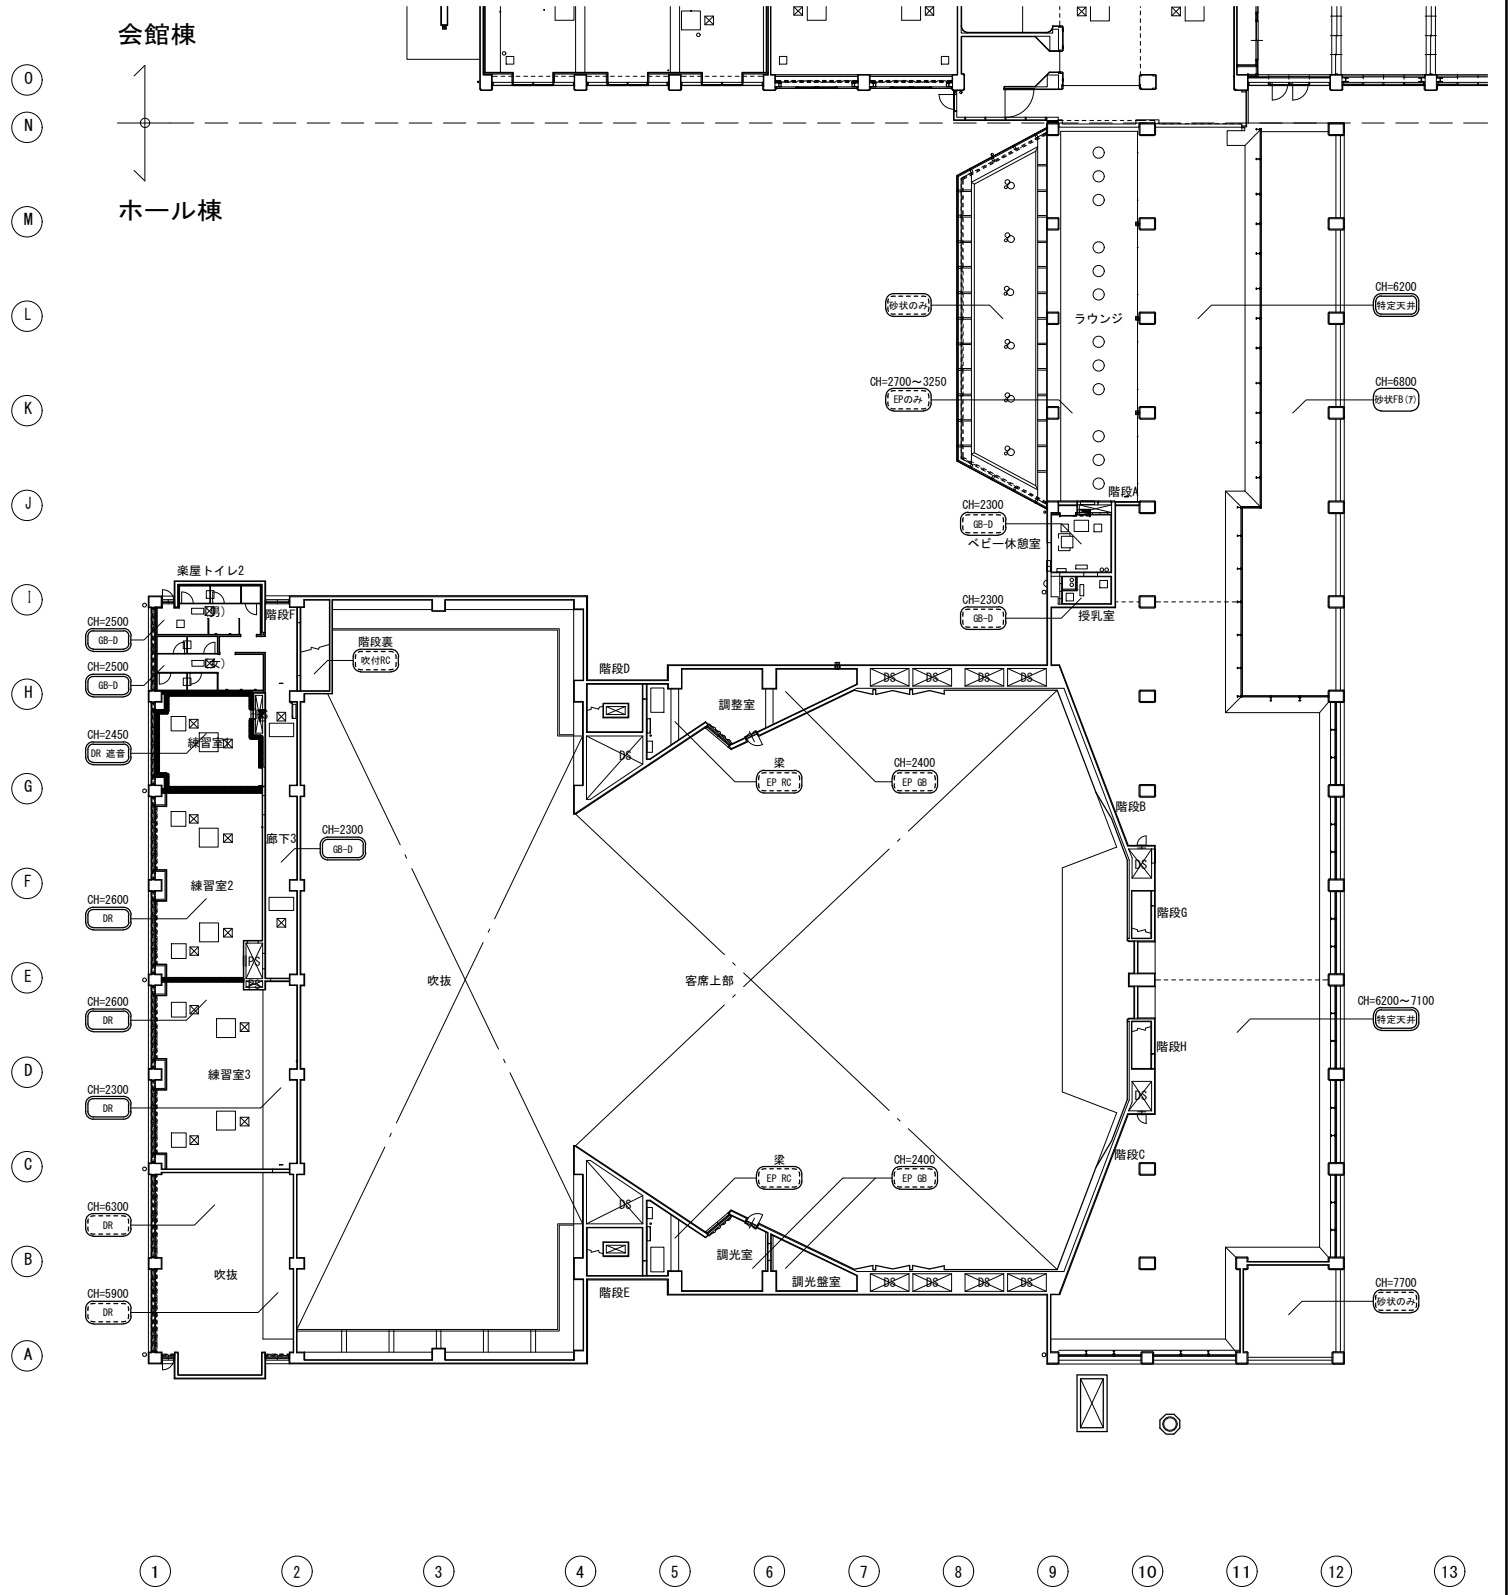 会館棟
O
N
ホール棟
M
砂状のみ
L
ラウンジ
CH=6200
特定天井
CH=2700～3250
EPのみ
K
CH=6800
砂状FB(ｱ)
階段A
J
CH=2300
GB-D
ベビー休憩室
楽屋トイレ2
I
(男)
階段F
CH=2300
GB-D
授乳室
CH=2500
GB-D
階段裏
吹付RC
(女)
CH=2500
GB-D
階段D
H
DS
DS
DS
DS
調整室
CH=2450
DR 遮音
練習室1
DS
梁
EP RC
CH=2400
EP GB
G
階段B
廊下3
CH=2300
GB-D
DS
F
練習室2
CH=2600
DR
階段G
PS
E
吹抜
客席上部
PS
CH=2600
DR
CH=6200～7100
特定天井
階段H
D
練習室3
CH=2300
DR
DS
階段C
C
梁
EP RC
CH=2400
EP GB
DS
CH=6300
DR
B
吹抜
調光室
調光盤室
DS
DS
DS
DS
階段E
CH=5900
DR
CH=7700
砂状のみ
A
1
2
3
4
5
6
7
8
9
10
11
12
13